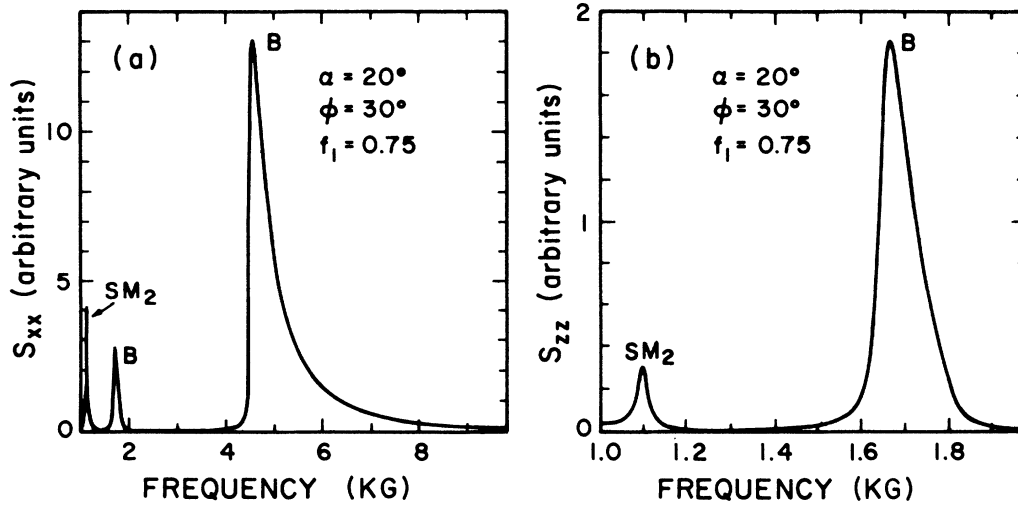 (a)
B
α = 20°
ϕ = 30°
f₁ = 0.75
SM₂
B
10
5
0
2
4
6
8
Sₓₓ (arbitrary units)
FREQUENCY (KG)
(b)
B
α = 20°
ϕ = 30°
f₁ = 0.75
SM₂
2
1
0
1.0
1.2
1.4
1.6
1.8
S_zz (arbitrary units)
FREQUENCY (KG)